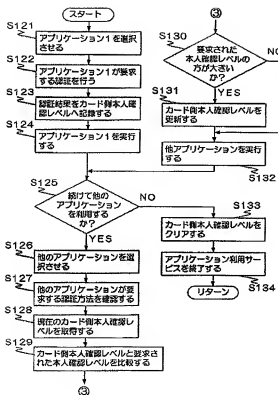 スタート
S121
アプリケーション1を選択
させる
S122
アプリケーション1が要求
する認証を行う
S123
認証結果をカード側本人確
認レベルへ記録する
S124
アプリケーション1を実行
する
S125
続けて他の
アプリケーション
を利用するか
?
NO
YES
S126
他のアプリケーションを選
択させる
S127
他のアプリケーションが要
求する認証方法を確認する
S128
現在のカード側本人確認レ
ベルを取得する
S129
カード側本人確認レベルと要求さ
れた本人確認レベルを比較する
③
③
S130
要求された
本人確認レベルの
方が大きい
か?
NO
YES
S131
カード側本人確認レベルを
更新する
他アプリケーションを実行
する
S132
S133
カード側本人確認レベルを
クリアする
アプリケーション利用サー
ビスを終了する
S134
リターン